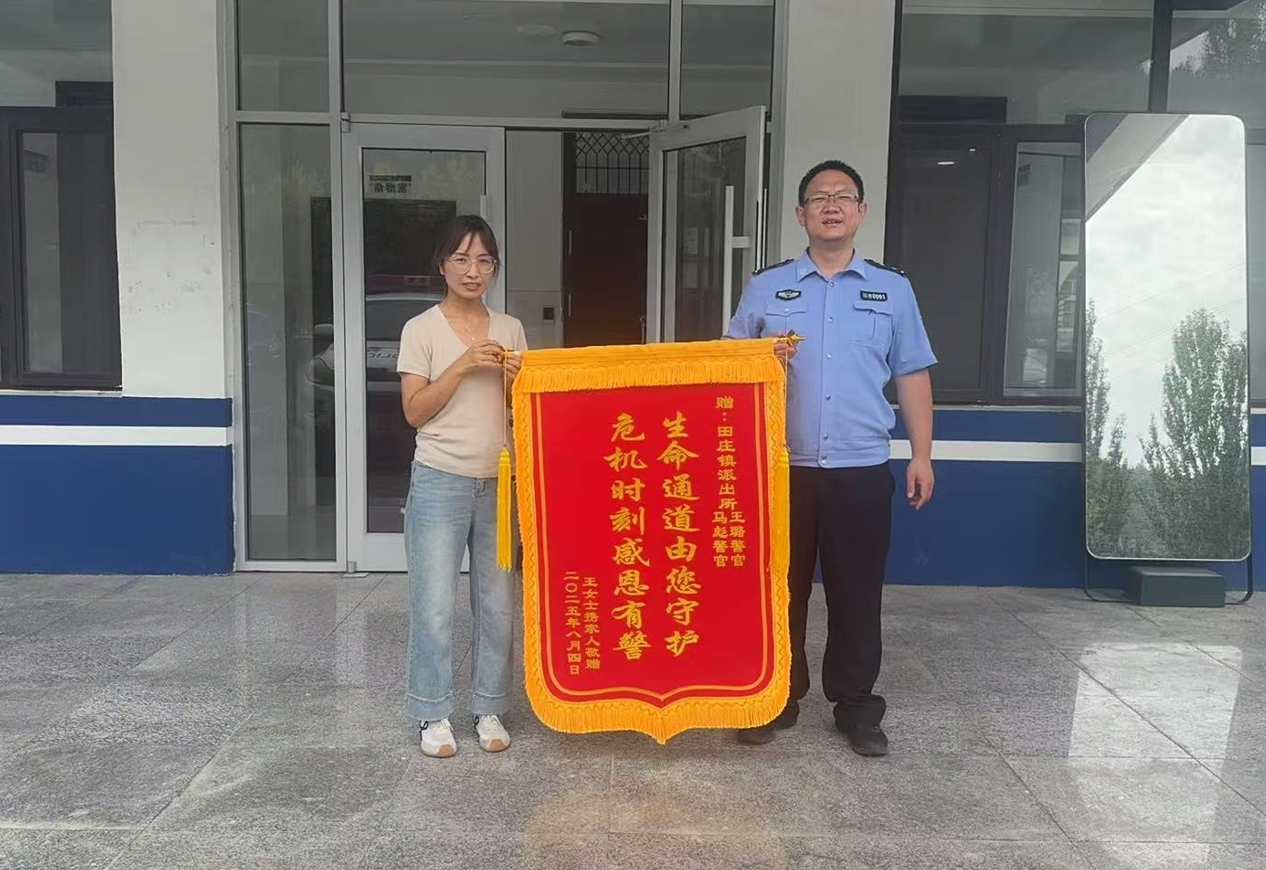 赠：田庄镇派出所王璐警官
马彪警官
生命通道由您守护
危机时刻感恩有警
王女士携家人敬赠
二〇二五年八月四日
"杂物室"